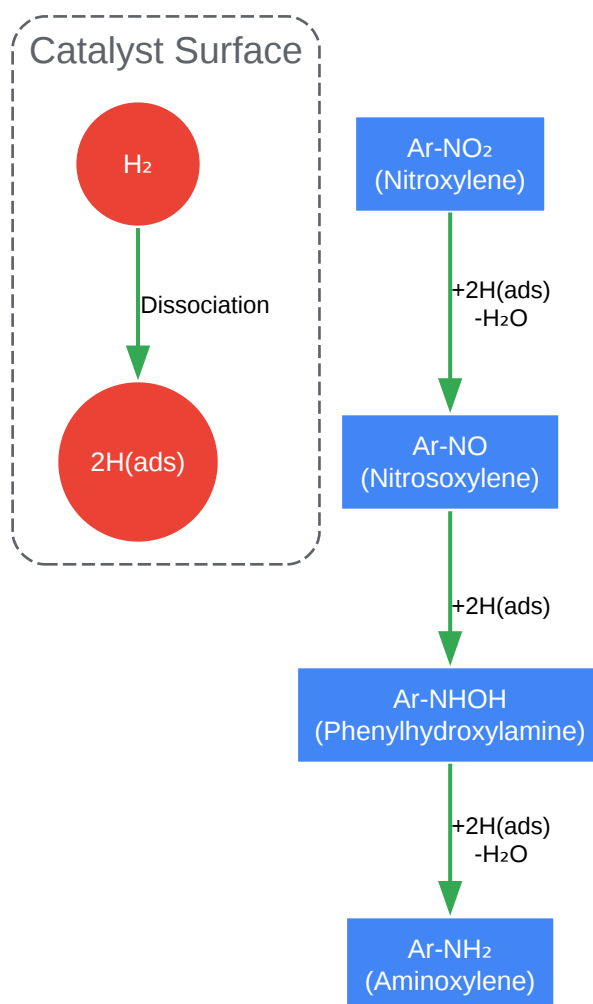 Catalyst Surface
H₂
Dissociation
2H(ads)
Ar-NO₂
(Nitroxylene)
+2H(ads)
-H₂O
Ar-NO
(Nitrosoxylene)
+2H(ads)
Ar-NHOH
(Phenylhydroxylamine)
+2H(ads)
-H₂O
Ar-NH₂
(Aminoxylene)